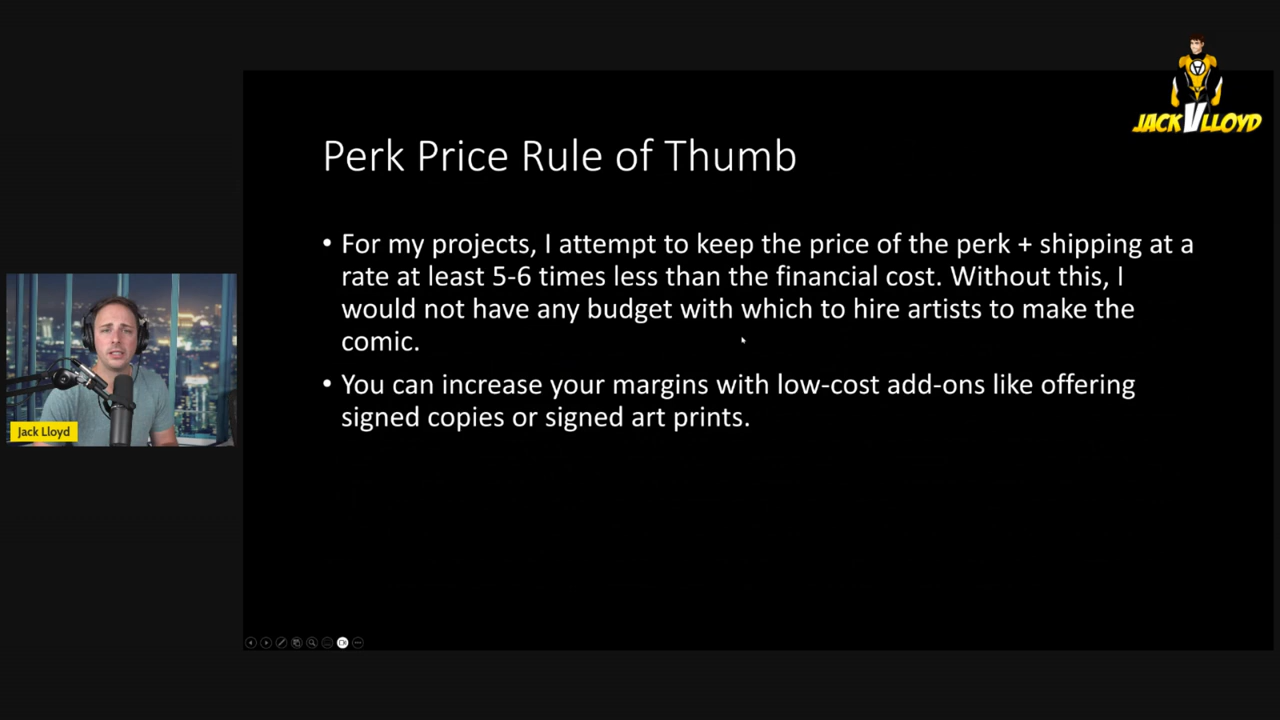 JACK V LLOYD
Perk Price Rule of Thumb
• For my projects, I attempt to keep the price of the perk + shipping at a
rate at least 5-6 times less than the financial cost. Without this, I
would not have any budget with which to hire artists to make the
comic.
• You can increase your margins with low-cost add-ons like offering
signed copies or signed art prints.
Jack Lloyd